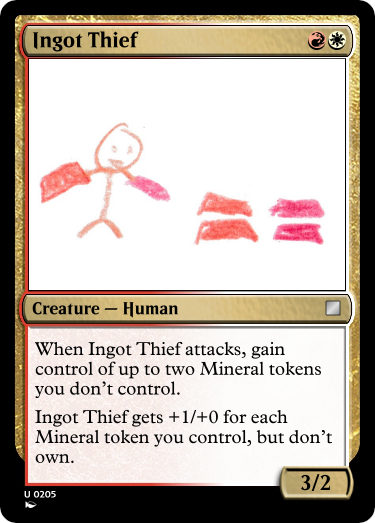 Ingot Thief
Creature — Human
When Ingot Thief attacks, gain
control of up to two Mineral tokens
you don't control.
Ingot Thief gets +1/+0 for each
Mineral token you control, but don't
own.
3/2
U 0205